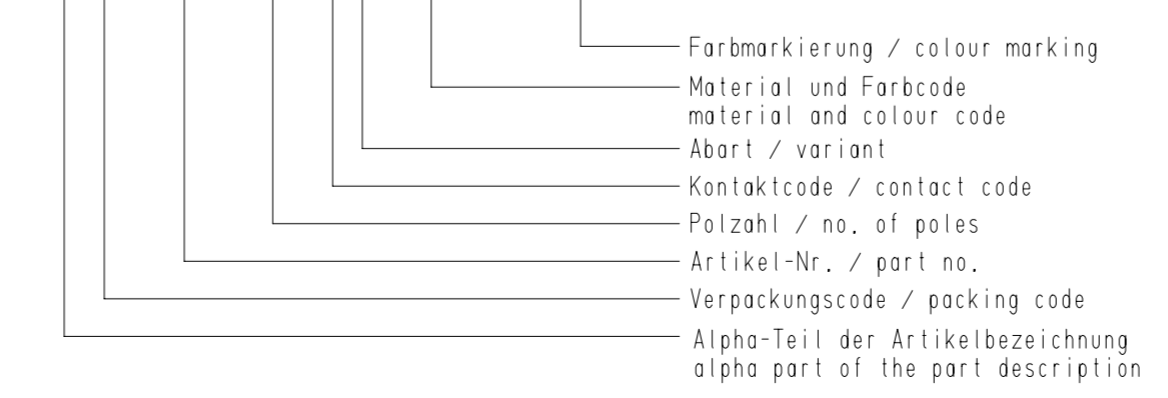 Farbmarkierung / colour marking
Material und Farbcode
material and colour code
Abart / variant
Kontaktcode / contact code
Polzahl / no. of poles
Artikel-Nr. / part no.
Verpackungscode / packing code
Alpha-Teil der Artikelbezeichnung
alpha part of the part description